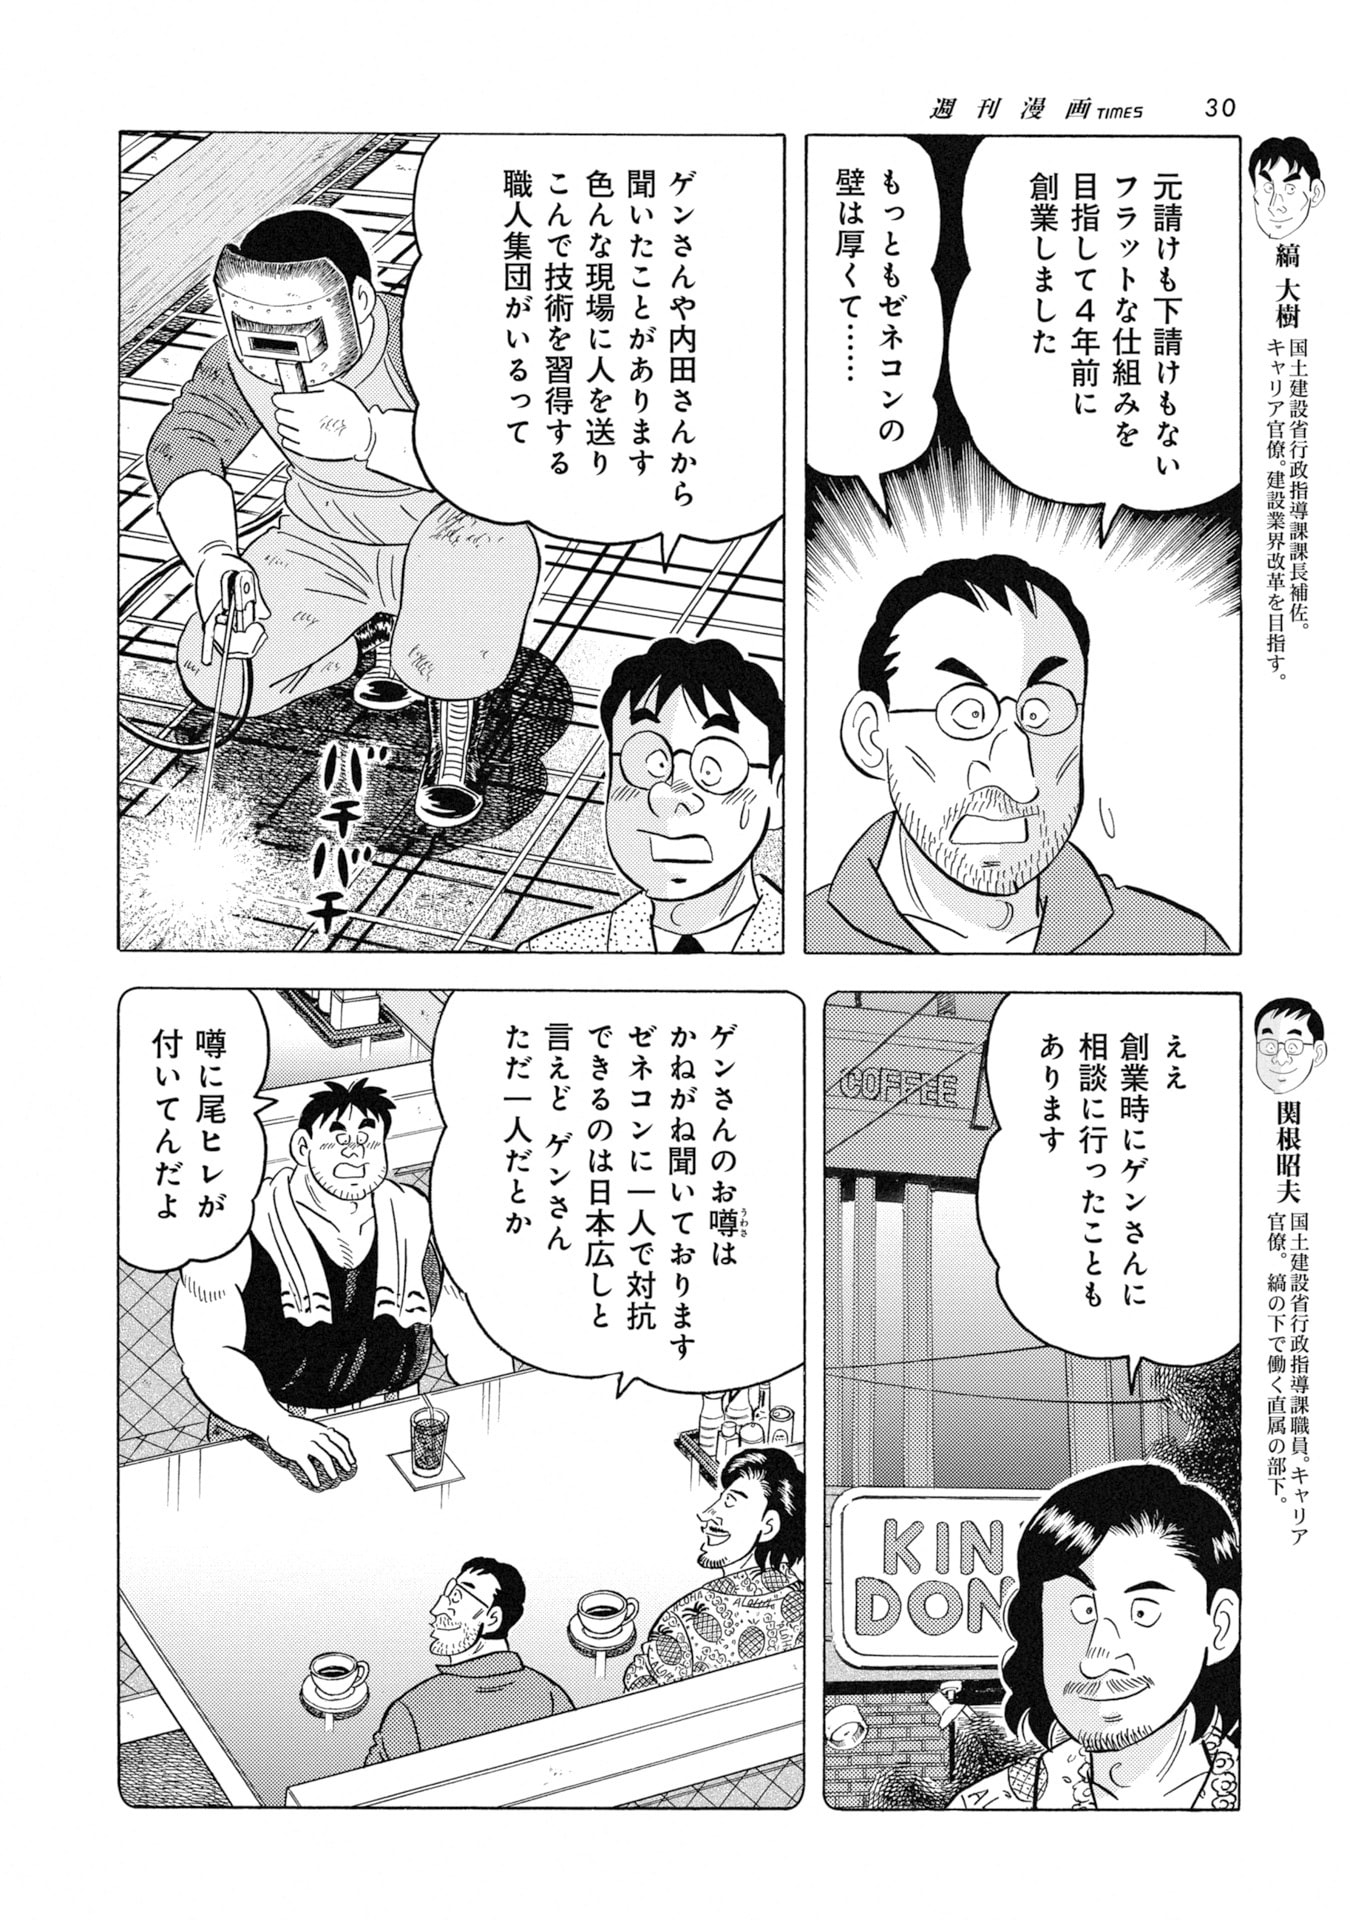 週刊漫画TIMES
30
元請けも下請けもない
フラットな仕組みを
目指して4年前に
創業しました
もっともゼネコンの
壁は厚くて……
ゲンさんや内田さんから
聞いたことがあります
色んな現場に人を送り
こんで技術を習得する
職人集団がいるって
バチ
バチ
ええ
創業時にゲンさんに
相談に行ったことも
あります
COFFEE
KIN
DON
ゲンさんのお噂は
うわさ
かねがね聞いております
ゼネコンに一人で対抗
できるのは日本広しと
言えど ゲンさん
ただ一人だとか
噂に尾ヒレが
付いてんだよ
縞 大樹
国土建設省行政指導課課長補佐。
キャリア官僚。建設業界改革を目指す。
関根昭夫
国土建設省行政指導課職員。キャリア
官僚。縞の下で働く直属の部下。